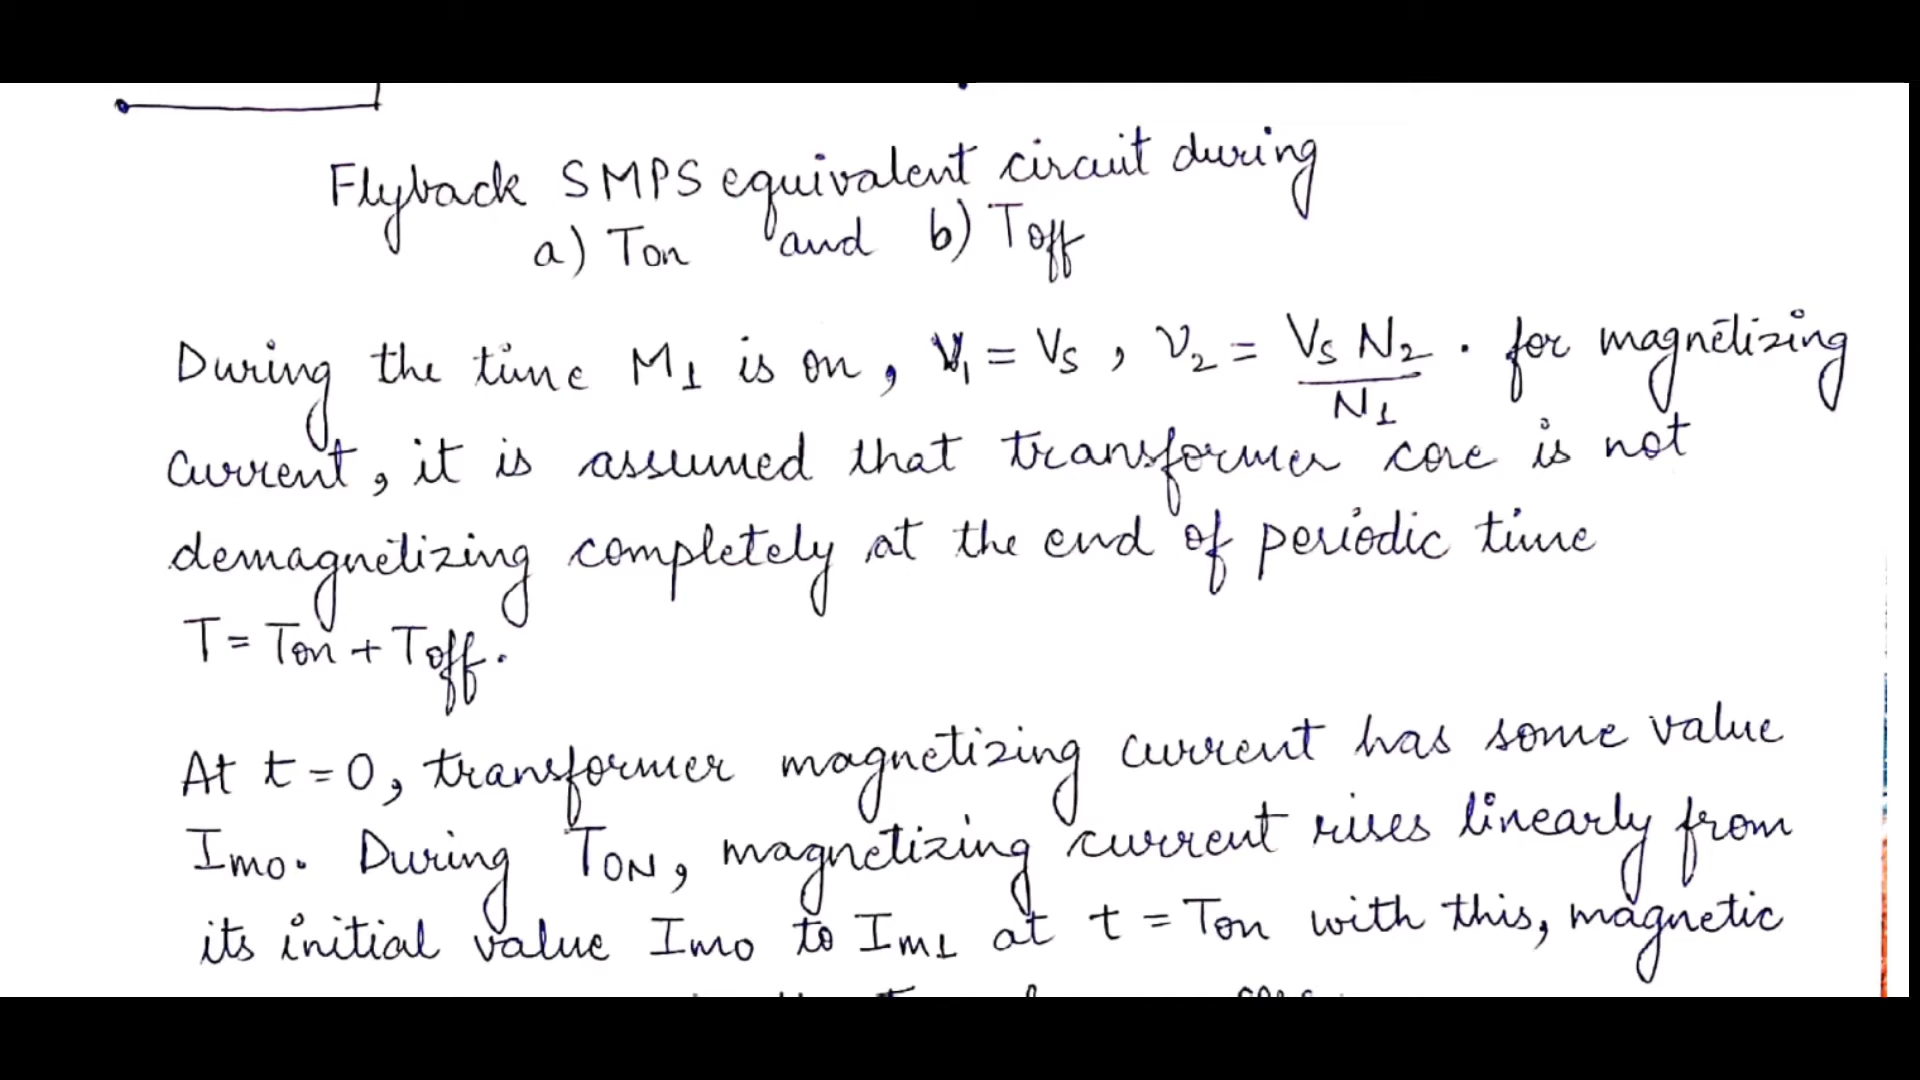 Flyback SMPS equivalent circuit during
a) Ton and b) Toff
During the time M1 is on, V1 = Vs, V2 = Vs N2 / N1 . for magnetizing
current, it is assumed that transformer core is not
demagnetizing completely at the end of periodic time
T = Ton + Toff.
At t = 0, transformer magnetizing current has some value
Imo. During TON, magnetizing current rises linearly from
its initial value Imo to Im1 at t = Ton with this, magnetic